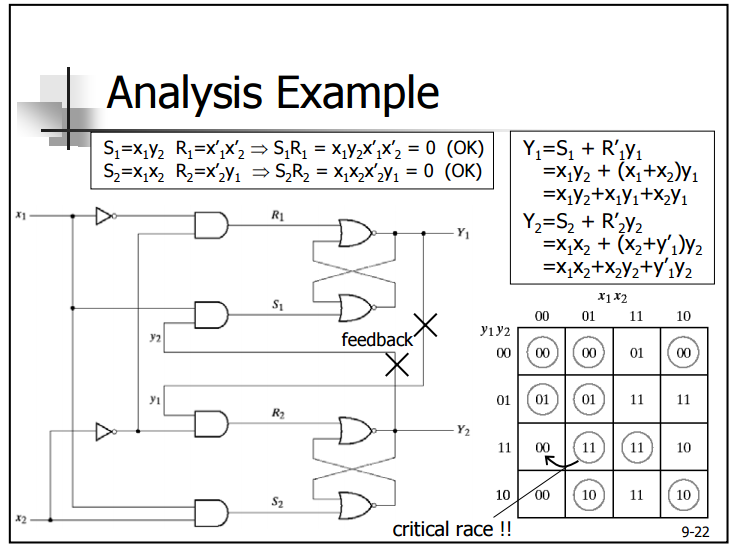 Analysis Example
S₁=x₁y₂ R₁=x'₁x'₂ ⇒ S₁R₁ = x₁y₂x'₁x'₂ = 0 (OK)
S₂=x₁x₂ R₂=x'₂y₁ ⇒ S₂R₂ = x₁x₂x'₂y₁ = 0 (OK)
Y₁=S₁ + R'₁y₁
=x₁y₂ + (x₁+x₂)y₁
=x₁y₂+x₁y₁+x₂y₁
Y₂=S₂ + R'₂y₂
=x₁x₂ + (x₂+y'₁)y₂
=x₁x₂+x₂y₂+y'₁y₂
x₁
R₁
Y₁
S₁
y₂
feedback
y₁
R₂
Y₂
S₂
x₂
x₁x₂
y₁y₂ 00 01 11 10
00 00 00 01 00
01 01 01 11 11
11 00 11 11 10
10 00 10 11 10
critical race !!
9-22